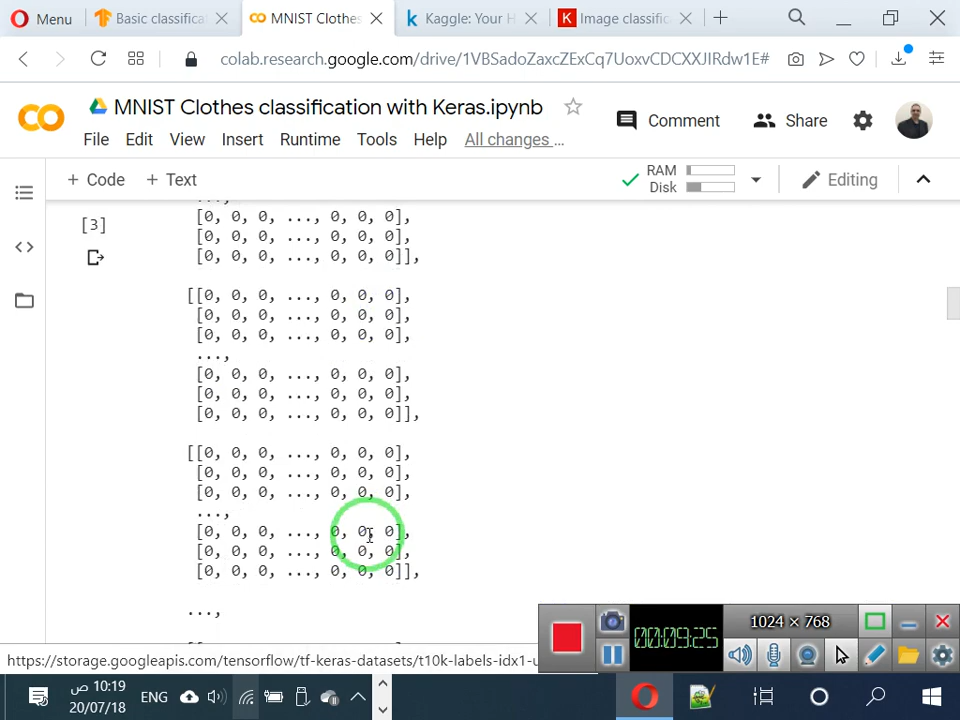 Menu
Basic classificat
MNIST Clothes
Kaggle: Your H
Image classific
colab.research.google.com/drive/1VBSadoZaxcZExCq7UoxvCDCXXJIRdw1E#
MNIST Clothes classification with Keras.ipynb
Comment
Share
File Edit View Insert Runtime Tools Help All changes …
+ Code + Text
RAM
Disk
Editing
...,
[3]
[0, 0, 0, ..., 0, 0, 0],
[0, 0, 0, ..., 0, 0, 0],
[0, 0, 0, ..., 0, 0, 0]],
[[0, 0, 0, ..., 0, 0, 0],
[0, 0, 0, ..., 0, 0, 0],
[0, 0, 0, ..., 0, 0, 0],
...,
[0, 0, 0, ..., 0, 0, 0],
[0, 0, 0, ..., 0, 0, 0],
[0, 0, 0, ..., 0, 0, 0]],
[[0, 0, 0, ..., 0, 0, 0],
[0, 0, 0, ..., 0, 0, 0],
[0, 0, 0, ..., 0, 0, 0],
...,
[0, 0, 0, ..., 0, 0, 0],
[0, 0, 0, ..., 0, 0, 0],
[0, 0, 0, ..., 0, 0, 0]],
...,
https://storage.googleapis.com/tensorflow/tf-keras-datasets/t10k-labels-idx1-u
00:09:25
1024 × 768
10:19 ص
20/07/18
ENG